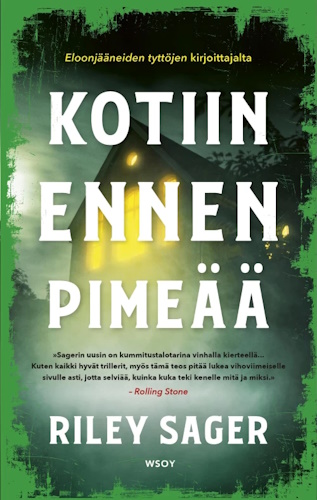 Eloonjääneiden tyttöjen kirjoittajalta
KOTIIN
ENNEN
PIMEÄÄ
»Sagerin uusin on kummitustalotarina vinhalla kierteellä...
Kuten kaikki hyvät trillerit, myös tämä teos pitää lukea vihoviimeiselle
sivulle asti, jotta selviää, kuinka kuka teki kenelle mitä ja miksi.»
– Rolling Stone
RILEY SAGER
WSOY